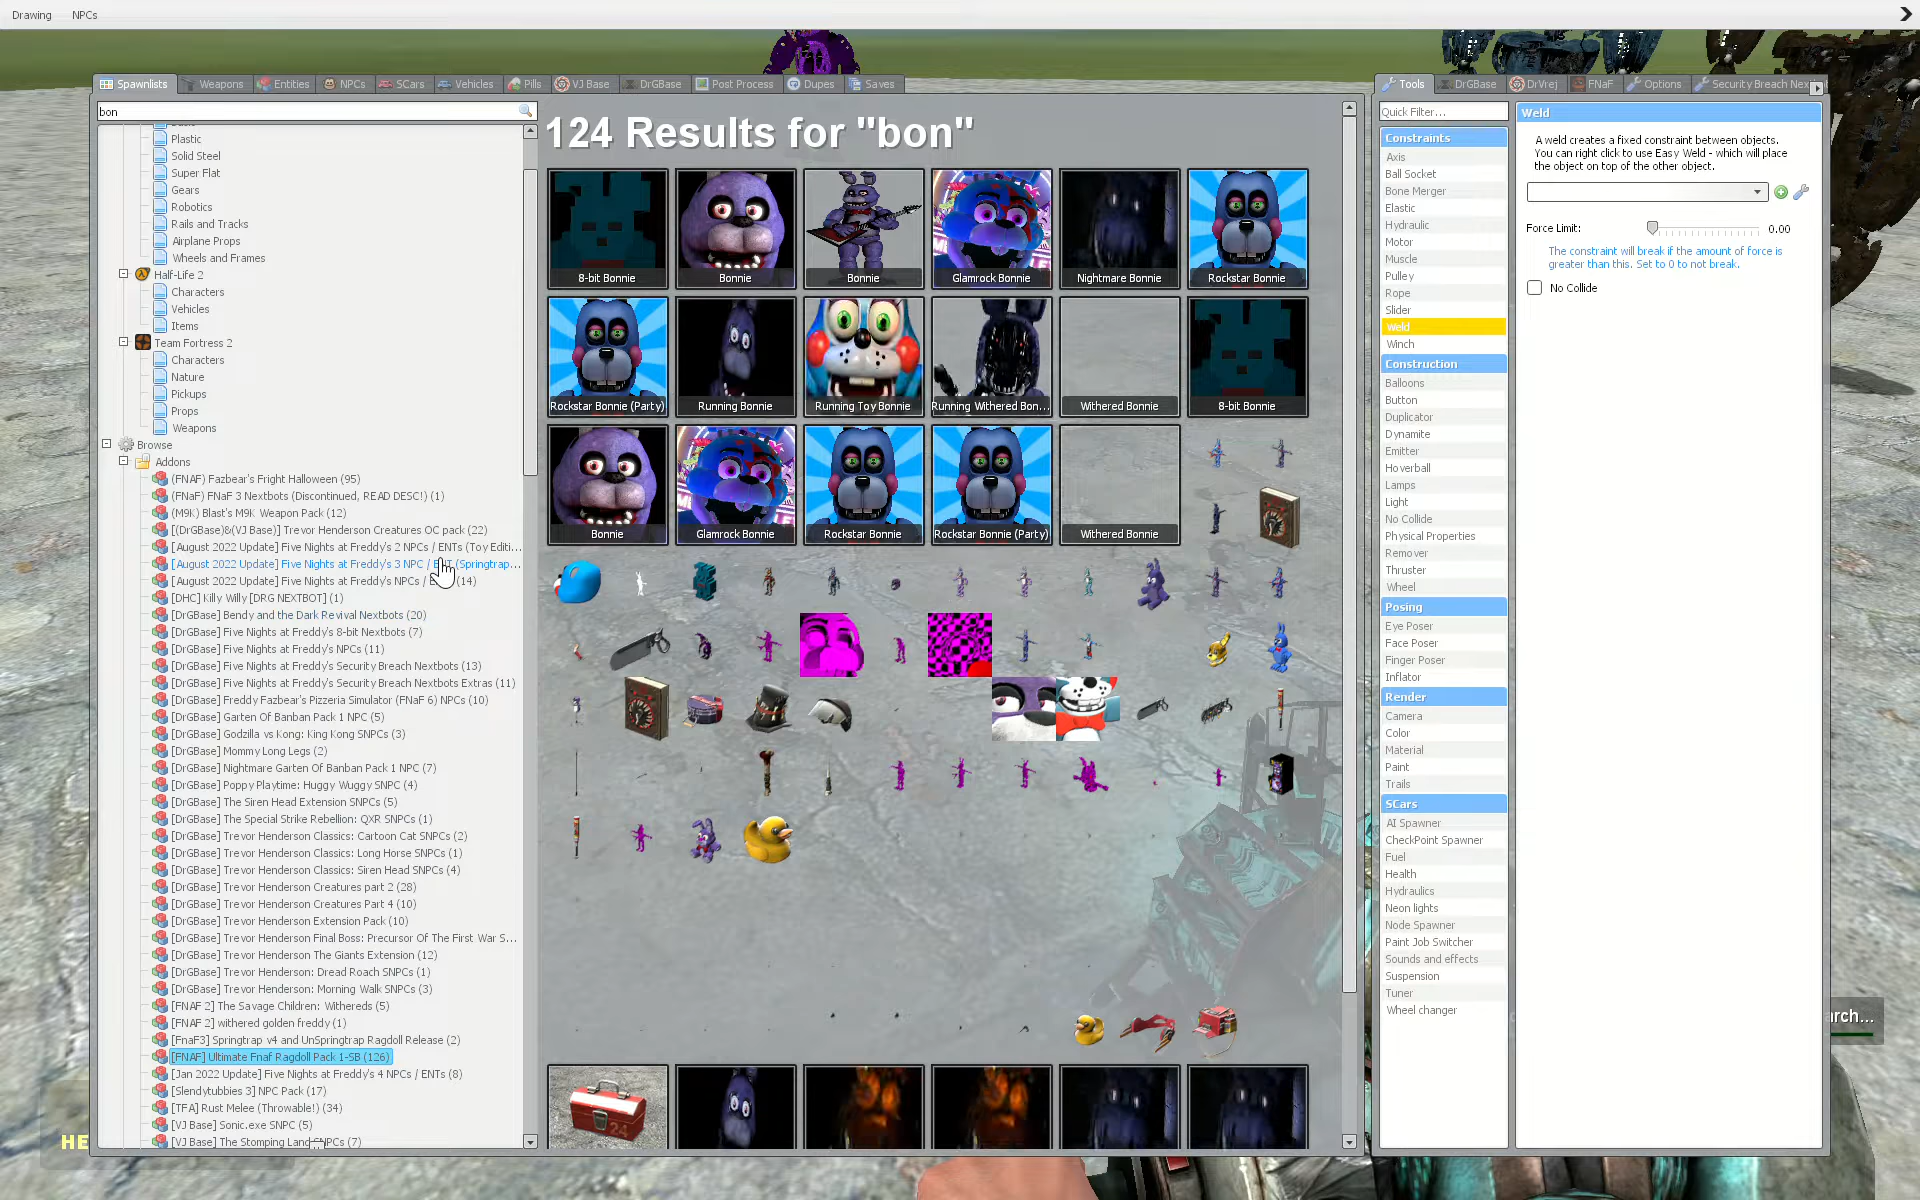 Drawing NPCs
Spawnlists Weapons Entities NPCs SCars Vehicles Pills VJ Base DrGBase Post Process Dupes Saves
bon
Plastic
Solid Steel
Super Flat
Gears
Robotics
Rails and Tracks
Airplane Props
Wheels and Frames
Half-Life 2
Characters
Vehicles
Items
Team Fortress 2
Characters
Nature
Pickups
Props
Weapons
Browse
Addons
(FNAF) Fazbear's Fright Halloween (95)
(FNaF) FNaF 3 Nextbots (Discontinued, READ DESC!) (1)
(M9K) Blast's M9K Weapon Pack (12)
[(DrGBase)&(VJ Base)] Trevor Henderson Creatures OC pack (22)
[August 2022 Update] Five Nights at Freddy's 2 NPCs / ENTs (Toy Editi...
[August 2022 Update] Five Nights at Freddy's 3 NPC / ENT (Springtrap...
[August 2022 Update] Five Nights at Freddy's NPCs / (14)
[DHC] Killy Willy [DRG NEXTBOT] (1)
[DrGBase] Bendy and the Dark Revival Nextbots (20)
[DrGBase] Five Nights at Freddy's 8-bit Nextbots (7)
[DrGBase] Five Nights at Freddy's NPCs (11)
[DrGBase] Five Nights at Freddy's Security Breach Nextbots (13)
[DrGBase] Five Nights at Freddy's Security Breach Nextbots Extras (11)
[DrGBase] Freddy Fazbear's Pizzeria Simulator (FNaF 6) NPCs (10)
[DrGBase] Garten Of Banban Pack 1 NPC (5)
[DrGBase] Godzilla vs Kong: King Kong SNPCs (3)
[DrGBase] Mommy Long Legs (2)
[DrGBase] Nightmare Garten Of Banban Pack 1 NPC (7)
[DrGBase] Poppy Playtime: Huggy Wuggy SNPC (4)
[DrGBase] The Siren Head Extension SNPCs (5)
[DrGBase] The Special Strike Rebellion: QXR SNPCs (1)
[DrGBase] Trevor Henderson Classics: Cartoon Cat SNPCs (2)
[DrGBase] Trevor Henderson Classics: Long Horse SNPCs (1)
[DrGBase] Trevor Henderson Classics: Siren Head SNPCs (4)
[DrGBase] Trevor Henderson Creatures part 2 (28)
[DrGBase] Trevor Henderson Creatures Part 4 (10)
[DrGBase] Trevor Henderson Extension Pack (10)
[DrGBase] Trevor Henderson Final Boss: Precursor Of The First War S...
[DrGBase] Trevor Henderson The Giants Extension (12)
[DrGBase] Trevor Henderson: Dread Roach SNPCs (1)
[DrGBase] Trevor Henderson: Morning Walk SNPCs (3)
[FNAF 2] The Savage Children: Withereds (5)
[FNAF 2] withered golden freddy (1)
[FnaF3] Springtrap v4 and UnSpringtrap Ragdoll Release (2)
[FNAF] Ultimate Fnaf Ragdoll Pack 1-SB (126)
[Jan 2022 Update] Five Nights at Freddy's 4 NPCs / ENTs (8)
[Slendytubbies 3] NPC Pack (17)
[TFA] Rust Melee (Throwable!) (34)
[VJ Base] Sonic.exe SNPC (5)
[VJ Base] The Stomping Land SNPCs (7)
HE
124 Results for "bon"
8-bit Bonnie Bonnie Bonnie Glamrock Bonnie Nightmare Bonnie Rockstar Bonnie
Rockstar Bonnie (Party) Running Bonnie Running Toy Bonnie Running Withered Bon... Withered Bonnie 8-bit Bonnie
Bonnie Glamrock Bonnie Rockstar Bonnie Rockstar Bonnie (Party) Withered Bonnie
24
Tools DrGBase DrVrej FNaF Options Security Breach Nex
Quick Filter...
Constraints
Axis
Ball Socket
Bone Merger
Elastic
Hydraulic
Motor
Muscle
Pulley
Rope
Slider
Weld
Winch
Construction
Balloons
Button
Duplicator
Dynamite
Emitter
Hoverball
Lamps
Light
No Collide
Physical Properties
Remover
Thruster
Wheel
Posing
Eye Poser
Face Poser
Finger Poser
Inflator
Render
Camera
Color
Material
Paint
Trails
SCars
AI Spawner
CheckPoint Spawner
Fuel
Health
Hydraulics
Neon lights
Node Spawner
Paint Job Switcher
Sounds and effects
Suspension
Tuner
Wheel changer
Weld
A weld creates a fixed constraint between objects.
You can right click to use Easy Weld - which will place
the object on top of the other object.
Force Limit: 0.00
The constraint will break if the amount of force is
greater than this. Set to 0 to not break.
No Collide
arch...